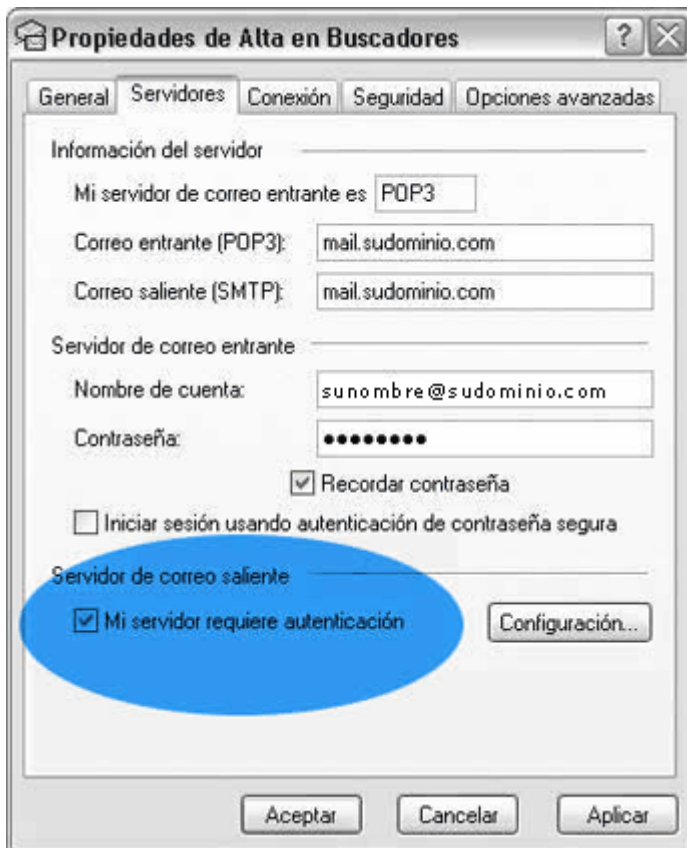 Propiedades de Alta en Buscadores
General Servidores Conexión Seguridad Opciones avanzadas
Información del servidor
Mi servidor de correo entrante es POP3
Correo entrante (POP3): mail.sudominio.com
Correo saliente (SMTP): mail.sudominio.com
Servidor de correo entrante
Nombre de cuenta: sunombre@sudominio.com
Contraseña: ●●●●●●●●
Recordar contraseña
Iniciar sesión usando autenticación de contraseña segura
Servidor de correo saliente
Mi servidor requiere autenticación Configuración...
Aceptar Cancelar Aplicar